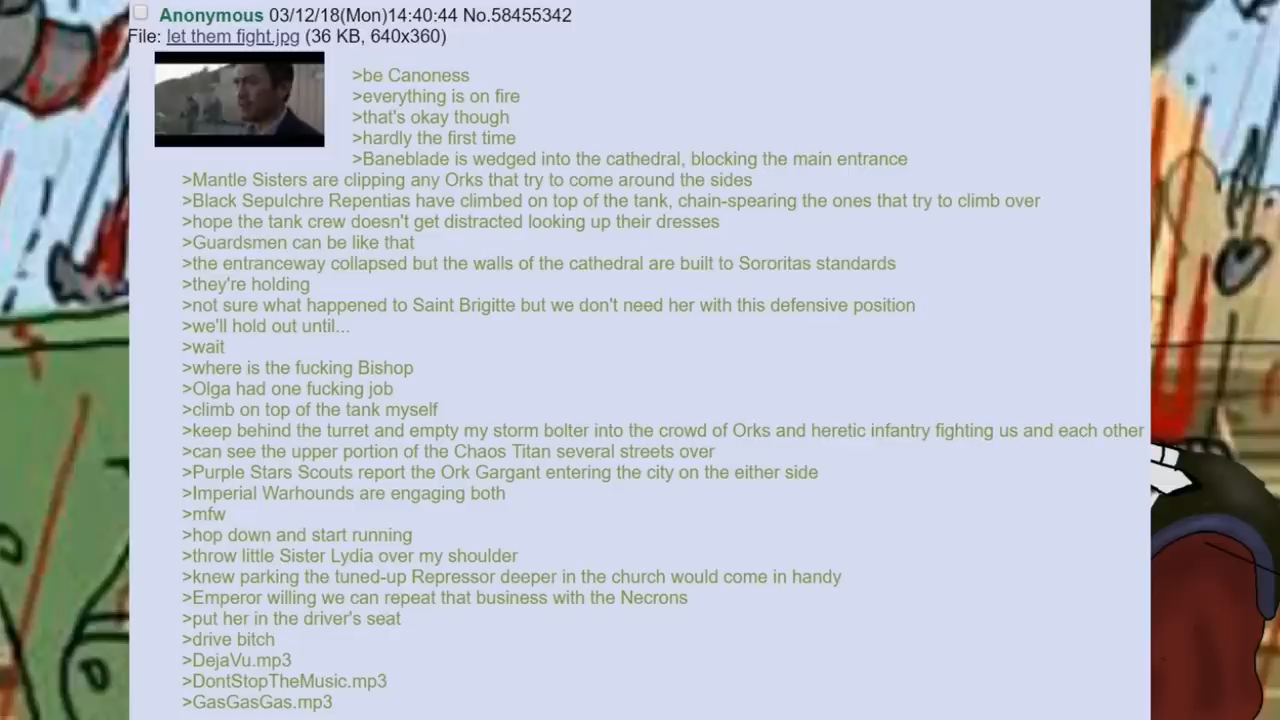 Anonymous 03/12/18(Mon)14:40:44 No.58455342
File: let them fight.jpg (36 KB, 640x360)
>be Canoness
>everything is on fire
>that's okay though
>hardly the first time
>Baneblade is wedged into the cathedral, blocking the main entrance
>Mantle Sisters are clipping any Orks that try to come around the sides
>Black Sepulchre Repentias have climbed on top of the tank, chain-spearing the ones that try to climb over
>hope the tank crew doesn't get distracted looking up their dresses
>Guardsmen can be like that
>the entranceway collapsed but the walls of the cathedral are built to Sororitas standards
>they're holding
>not sure what happened to Saint Brigitte but we don't need her with this defensive position
>we'll hold out until...
>wait
>where is the fucking Bishop
>Olga had one fucking job
>climb on top of the tank myself
>keep behind the turret and empty my storm bolter into the crowd of Orks and heretic infantry fighting us and each other
>can see the upper portion of the Chaos Titan several streets over
>Purple Stars Scouts report the Ork Gargant entering the city on the either side
>Imperial Warhounds are engaging both
>mfw
>hop down and start running
>throw little Sister Lydia over my shoulder
>knew parking the tuned-up Repressor deeper in the church would come in handy
>Emperor willing we can repeat that business with the Necrons
>put her in the driver's seat
>drive bitch
>DejaVu.mp3
>DontStopTheMusic.mp3
>GasGasGas.mp3